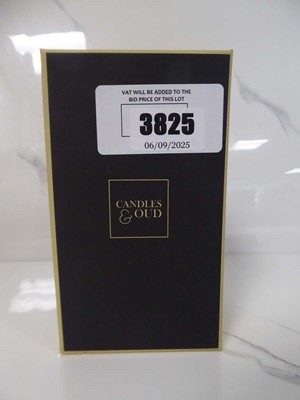 VAT WILL BE ADDED TO THE
BID PRICE OF THIS LOT
3825
06/09/2025
CANDLES
& OUD